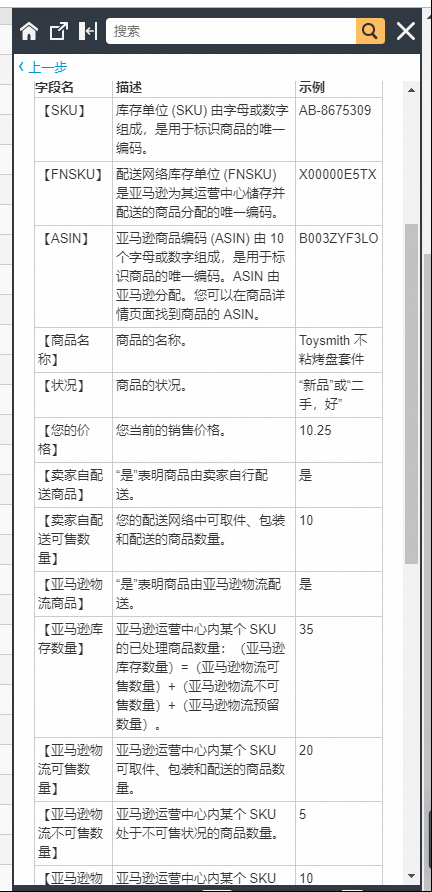 搜索
上一步
字段名 描述 示例
【SKU】 库存单位 (SKU) 由字母或数字 AB-8675309
组成，是用于标识商品的唯一
编码。
【FNSKU】 配送网络库存单位 (FNSKU) X00000E5TX
是亚马逊为其运营中心储存并
配送的商品分配的唯一编码。
【ASIN】 亚马逊商品编码 (ASIN) 由 10 B003ZYF3LO
个字母或数字组成，是用于标
识商品的唯一编码。ASIN 由
亚马逊分配。您可以在商品详
情页面找到商品的 ASIN。
【商品名 商品的名称。 Toysmith 不
称】 粘烤盘套件
【状况】 商品的状况。 “新品”或“二
手，好”
【您的价 您当前的销售价格。 10.25
格】
【卖家自配 “是”表明商品由卖家自行配 是
送商品】 送。
【卖家自配 您的配送网络中可取件、包装 10
送可售数 和配送的商品数量。
量】
【亚马逊物 “是”表明商品由亚马逊物流配 是
流商品】 送。
【亚马逊库 亚马逊运营中心内某个 SKU 35
存数量】 的已处理商品数量：（亚马逊
库存数量）=（亚马逊物流可
售数量）+（亚马逊物流不可
售数量）+（亚马逊物流预留
数量）。
【亚马逊物 亚马逊运营中心内某个 SKU 20
流可售数 可取件、包装和配送的商品数
量】 量。
【亚马逊物 亚马逊运营中心内某个 SKU 5
流不可售数 处于不可售状况的商品数量。
量】
【亚马逊物 亚马逊运营中心内某个 SKU 10